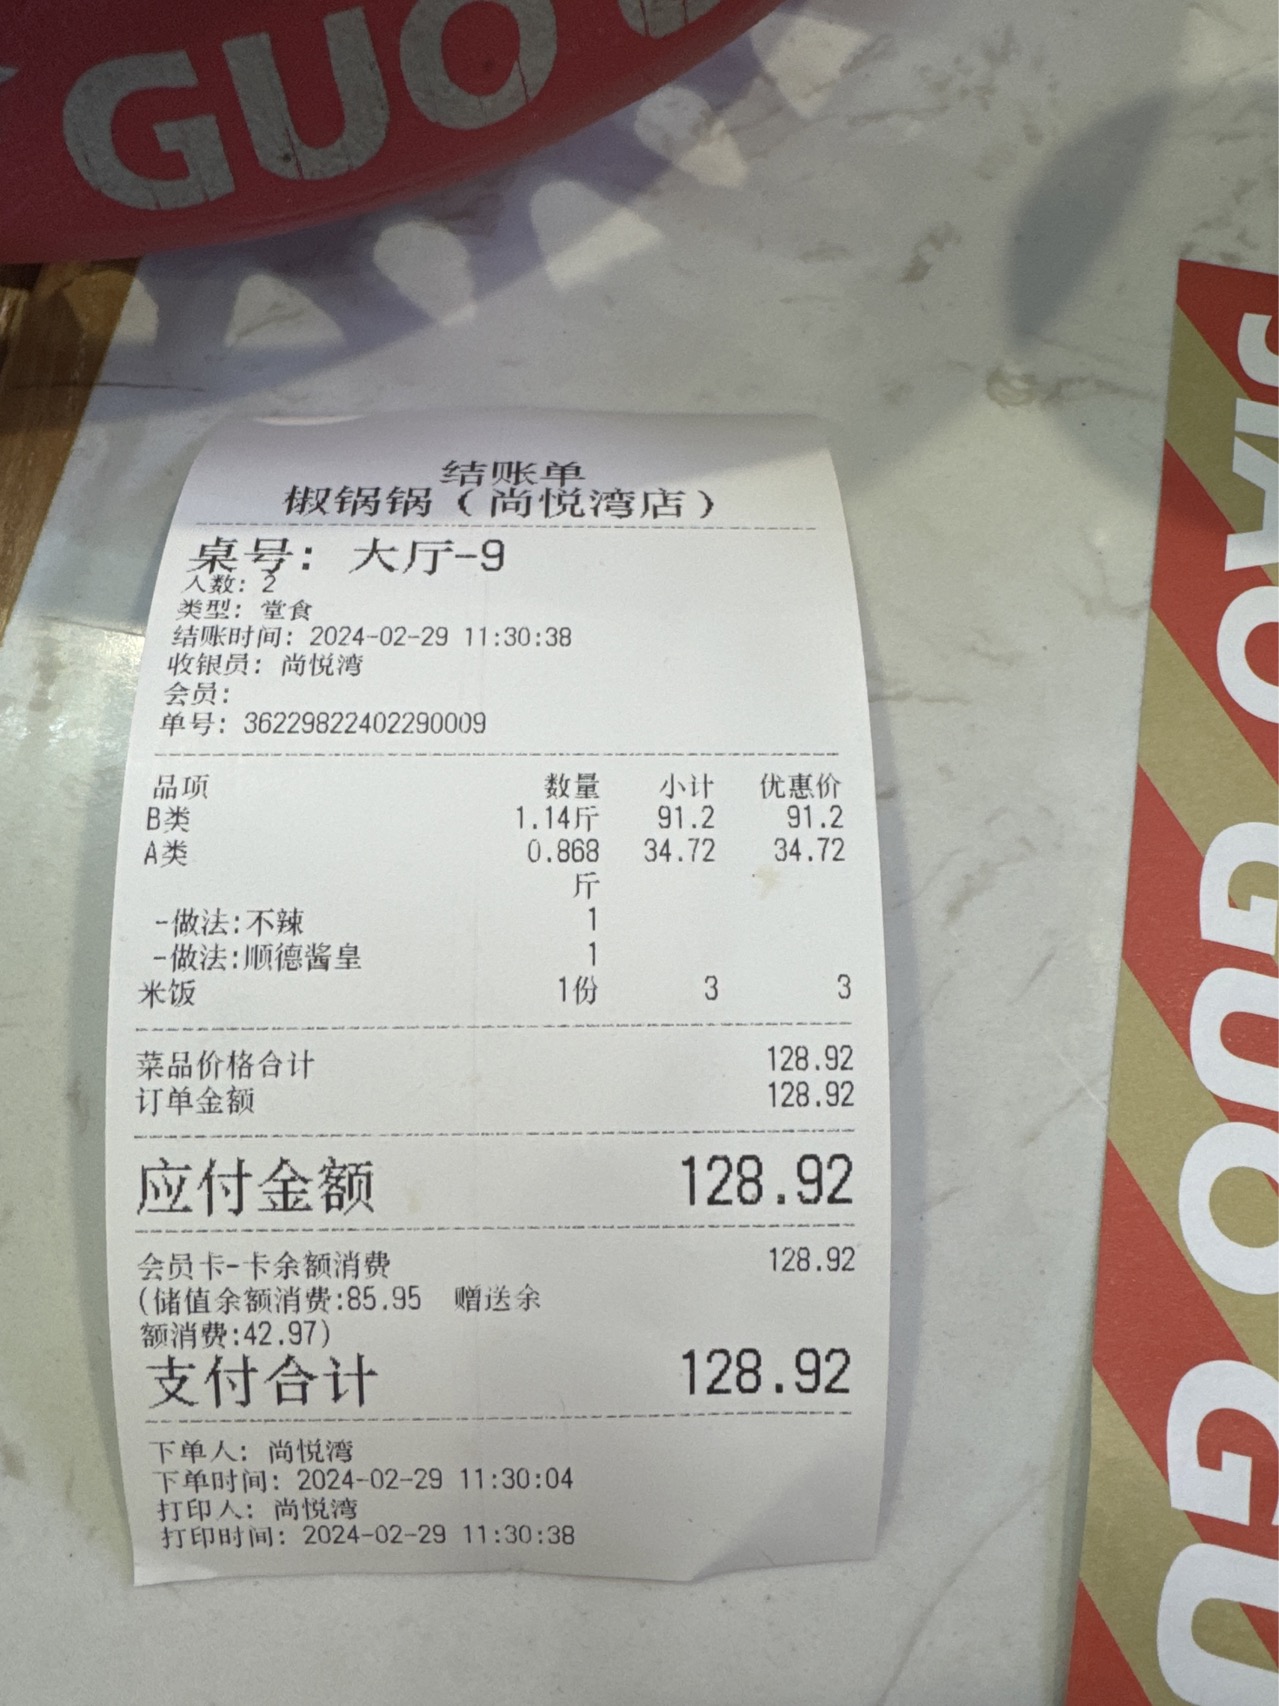 GUO
结账单
椒锅锅（尚悦湾店）
桌号：大厅-9
人数：2
类型：堂食
结账时间：2024-02-29 11:30:38
收银员：尚悦湾
会员：
单号：36229822402290009
品项 数量 小计 优惠价
B类 1.14斤 91.2 91.2
A类 0.868 34.72 34.72
斤
-做法:不辣 1
-做法:顺德酱皇 1
米饭 1份 3 3
菜品价格合计 128.92
订单金额 128.92
应付金额 128.92
会员卡-卡余额消费 128.92
(储值余额消费:85.95 赠送余
额消费:42.97)
支付合计 128.92
下单人：尚悦湾
下单时间：2024-02-29 11:30:04
打印人：尚悦湾
打印时间：2024-02-29 11:30:38
JIAO GUO GU